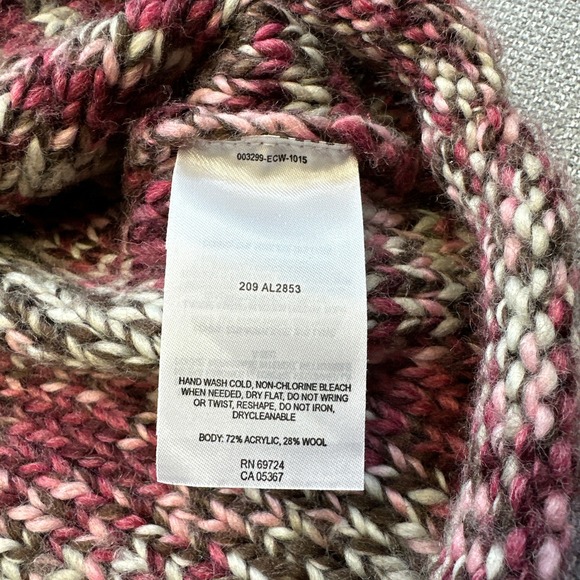 003299-ECW-1015
209 AL2853
HAND WASH COLD, NON-CHLORINE BLEACH
WHEN NEEDED, DRY FLAT, DO NOT WRING
OR TWIST, RESHAPE, DO NOT IRON,
DRYCLEANABLE
BODY: 72% ACRYLIC, 28% WOOL
RN 69724
CA 05367